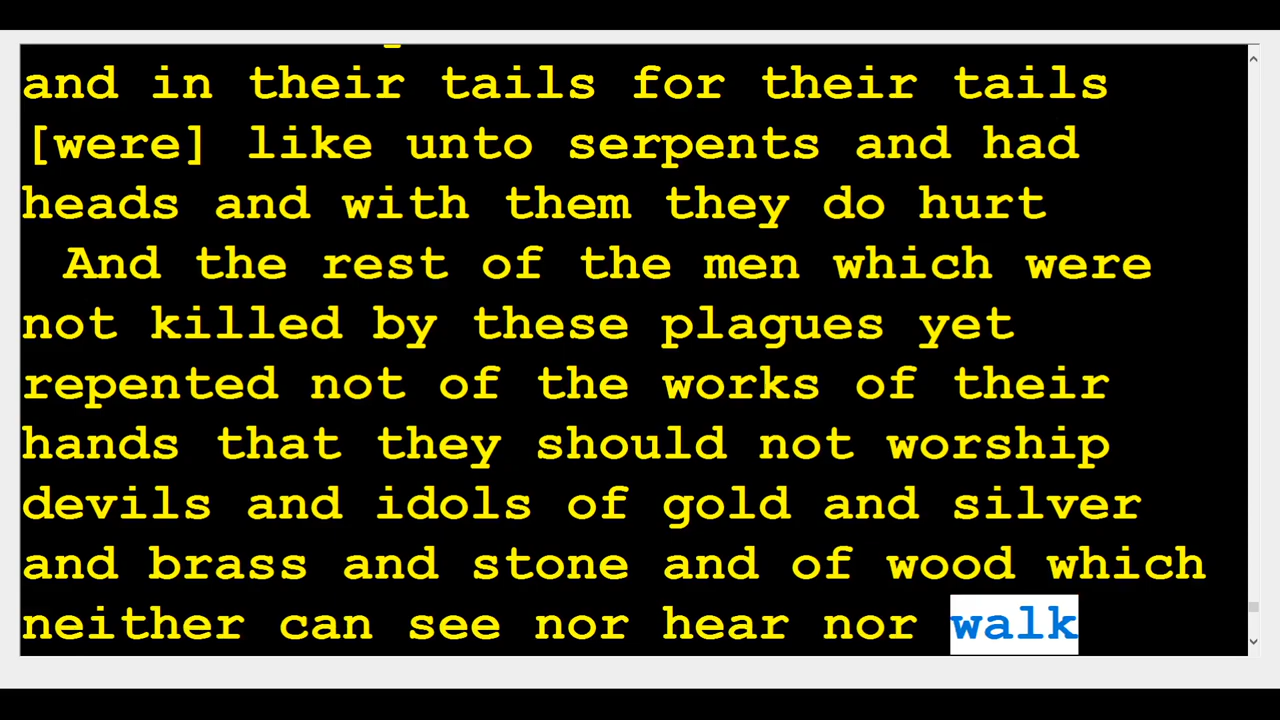 and in their tails for their tails
[were] like unto serpents and had
heads and with them they do hurt
And the rest of the men which were
not killed by these plagues yet
repented not of the works of their
hands that they should not worship
devils and idols of gold and silver
and brass and stone and of wood which
neither can see nor hear nor walk